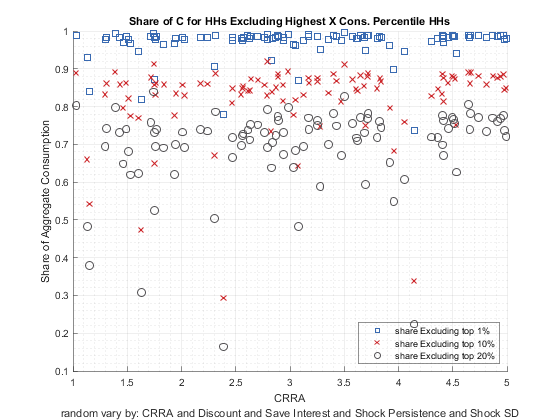 Share of C for HHs Excluding Highest X Cons. Percentile HHs
Share of Aggregate Consumption
1
0.9
0.8
0.7
0.6
0.5
0.4
0.3
0.2
0.1
1
1.5
2
2.5
3
3.5
4
4.5
5
share Excluding top 1%
share Excluding top 10%
share Excluding top 20%
CRRA
random vary by: CRRA and Discount and Save Interest and Shock Persistence and Shock SD